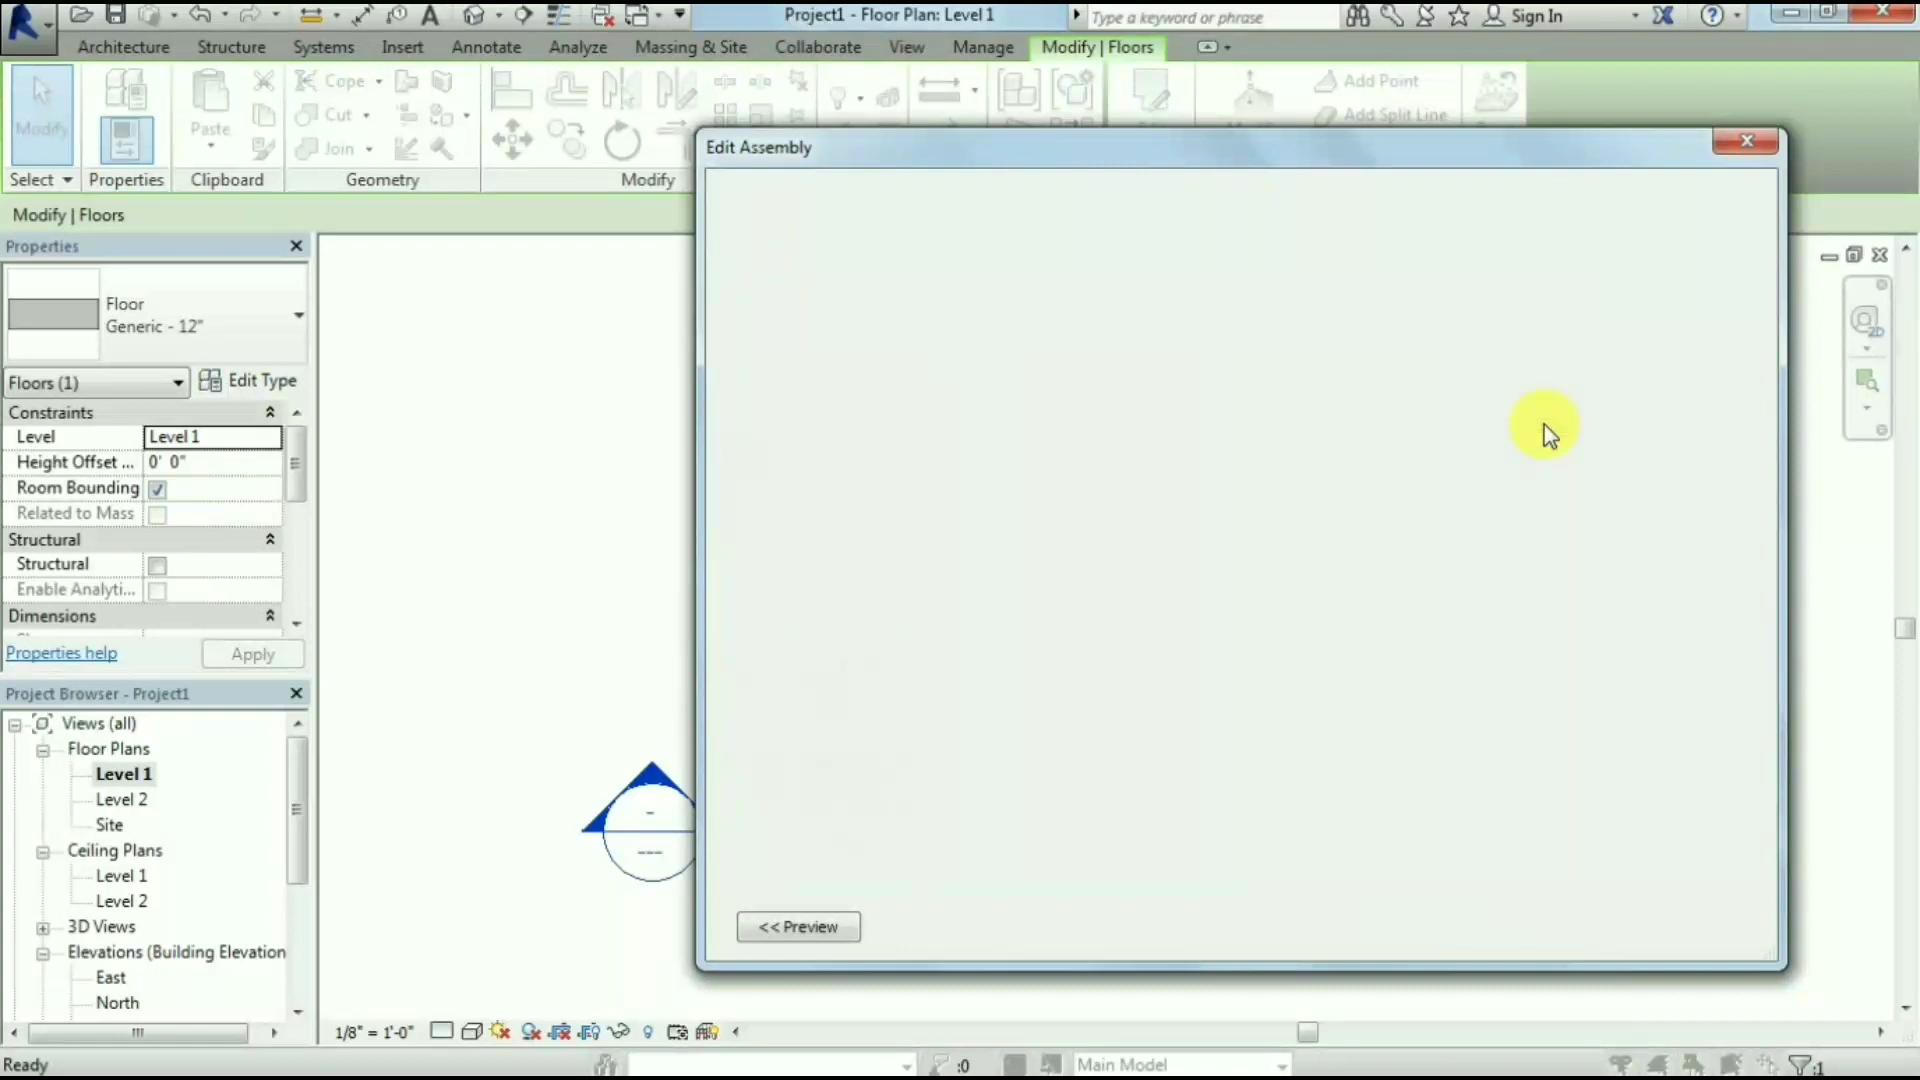 Project1 - Floor Plan: Level 1
Type a keyword or phrase
Sign In
Architecture Structure Systems Insert Annotate Analyze Massing & Site Collaborate View Manage Modify | Floors
Modify
Paste
Cope
Cut
Join
Add Point
Add Split Line
Select Properties Clipboard Geometry Modify
Modify | Floors
Edit Assembly
<< Preview
Properties
Floor
Generic - 12"
Floors (1)
Edit Type
Constraints
Level Level 1
Height Offset ... 0' 0"
Room Bounding
Related to Mass
Structural
Structural
Enable Analyti...
Dimensions
Properties help
Apply
Project Browser - Project1
Views (all)
Floor Plans
Level 1
Level 2
Site
Ceiling Plans
Level 1
Level 2
3D Views
Elevations (Building Elevation
East
North
-
---
2D
1/8" = 1'-0"
Ready
:0
Main Model
:1